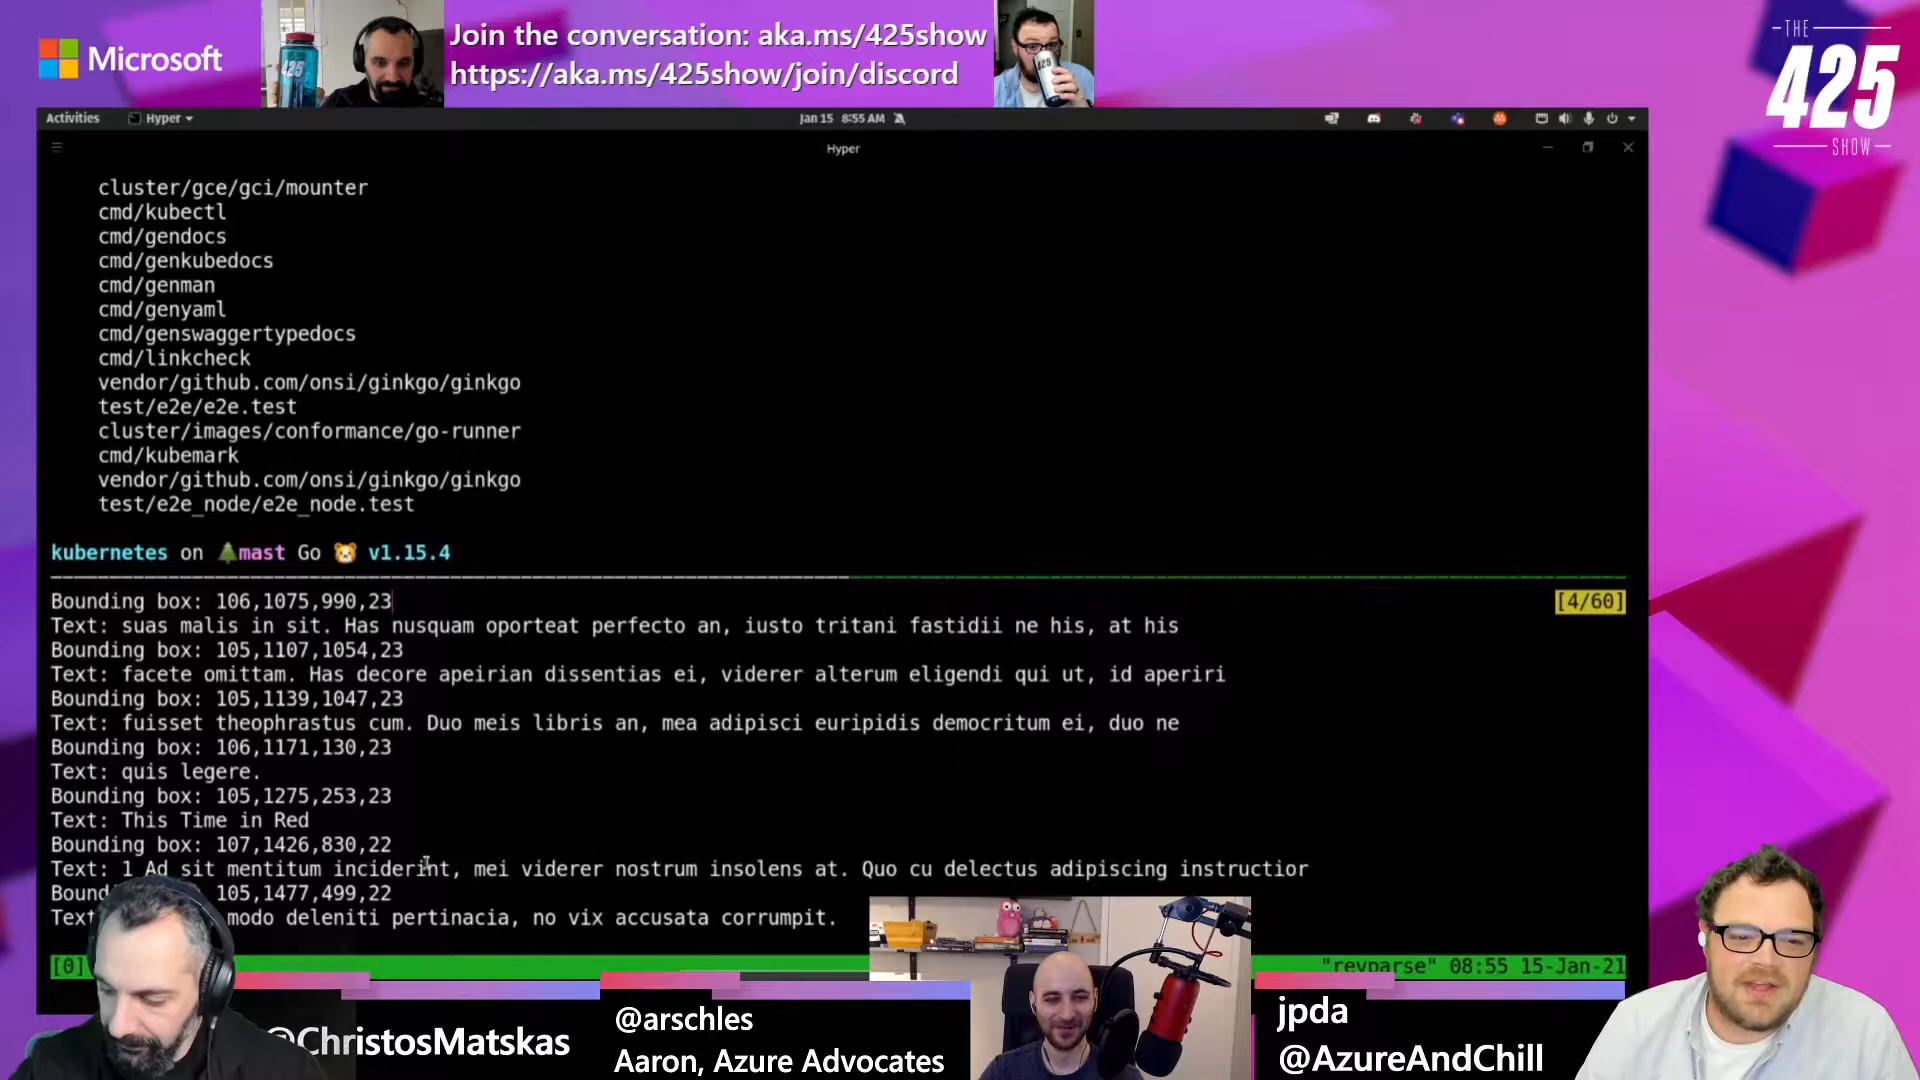 Microsoft
425
Join the conversation: aka.ms/425show
https://aka.ms/425show/join/discord
THE
425
SHOW
Activities
Hyper
Jan 15 8:55 AM
Hyper
cluster/gce/gci/mounter
cmd/kubectl
cmd/gendocs
cmd/genkubedocs
cmd/genman
cmd/genyaml
cmd/genswaggertypedocs
cmd/linkcheck
vendor/github.com/onsi/ginkgo/ginkgo
test/e2e/e2e.test
cluster/images/conformance/go-runner
cmd/kubemark
vendor/github.com/onsi/ginkgo/ginkgo
test/e2e_node/e2e_node.test
kubernetes on 🌲mast Go 🐹 v1.15.4
Bounding box: 106,1075,990,23 [4/60]
Text: suas malis in sit. Has nusquam oporteat perfecto an, iusto tritani fastidii ne his, at his
Bounding box: 105,1107,1054,23
Text: facete omittam. Has decore apeirian dissentias ei, viderer alterum eligendi qui ut, id aperiri
Bounding box: 105,1139,1047,23
Text: fuisset theophrastus cum. Duo meis libris an, mea adipisci euripidis democritum ei, duo ne
Bounding box: 106,1171,130,23
Text: quis legere.
Bounding box: 105,1275,253,23
Text: This Time in Red
Bounding box: 107,1426,830,22
Text: 1 Ad sit mentitum inciderint, mei viderer nostrum insolens at. Quo cu delectus adipiscing instructior
Bound 105,1477,499,22
Text modo deleniti pertinacia, no vix accusata corrumpit.
[0] "revparse" 08:55 15-Jan-21
@ChristosMatskas
@arschles
Aaron, Azure Advocates
jpda
@AzureAndChill